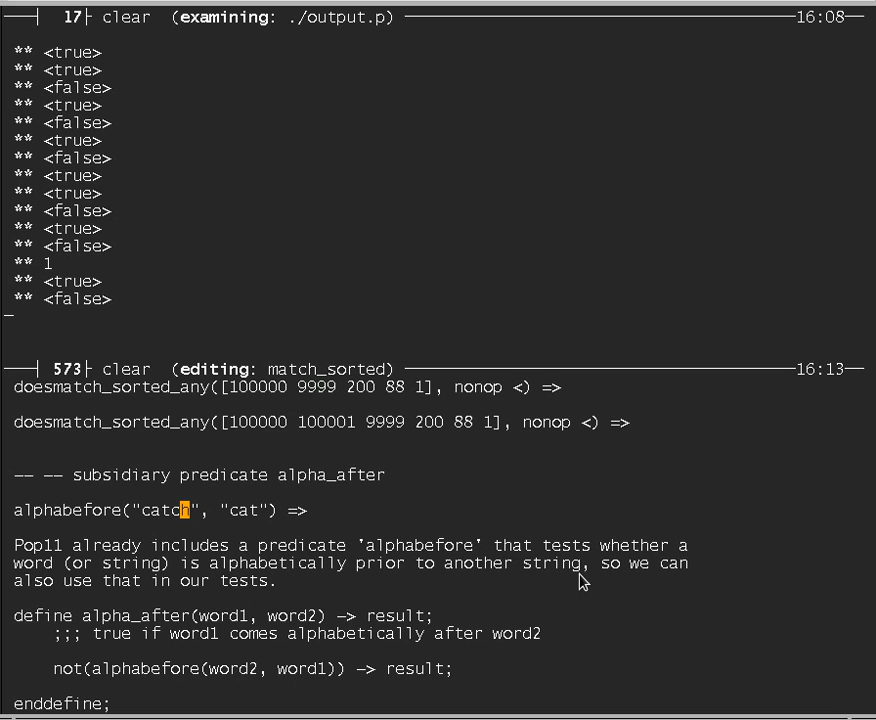 17 clear (examining: ./output.p) 16:08
** <true>
** <true>
** <false>
** <true>
** <false>
** <true>
** <false>
** <true>
** <true>
** <false>
** <true>
** <false>
** 1
** <true>
** <false>
573 clear (editing: match_sorted) 16:13
doesmatch_sorted_any([100000 9999 200 88 1], nonop <) =>
doesmatch_sorted_any([100000 100001 9999 200 88 1], nonop <) =>
-- -- subsidiary predicate alpha_after
alphabefore("catch", "cat") =>
Pop11 already includes a predicate 'alphabefore' that tests whether a
word (or string) is alphabetically prior to another string, so we can
also use that in our tests.
define alpha_after(word1, word2) -> result;
;;; true if word1 comes alphabetically after word2
not(alphabefore(word2, word1)) -> result;
enddefine;